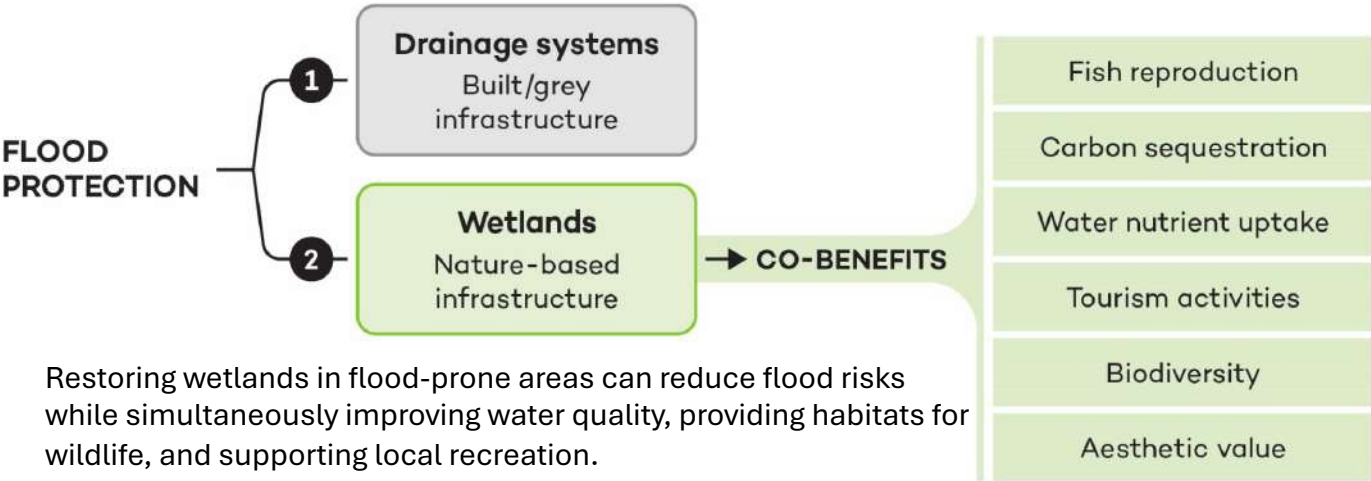 FLOOD
PROTECTION
1
Drainage systems
Built/grey
infrastructure
2
Wetlands
Nature-based
infrastructure
→ CO-BENEFITS
Fish reproduction
Carbon sequestration
Water nutrient uptake
Tourism activities
Biodiversity
Aesthetic value
Restoring wetlands in flood-prone areas can reduce flood risks
while simultaneously improving water quality, providing habitats for
wildlife, and supporting local recreation.